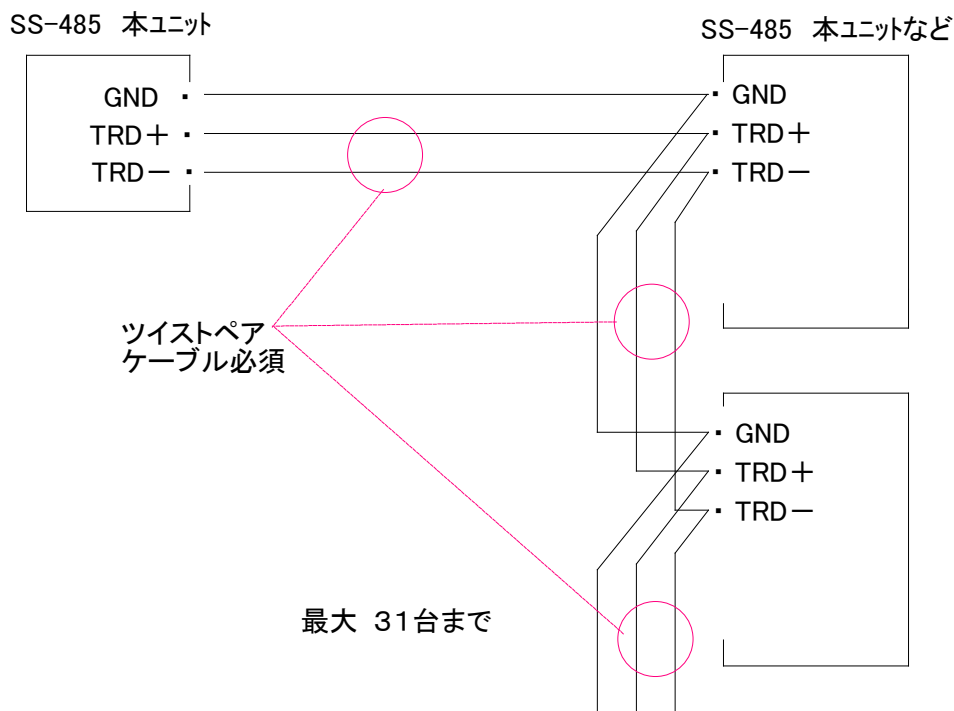 SS-485 本ユニット
SS-485 本ユニットなど
GND
TRD＋
TRD－
GND
TRD＋
TRD－
ツイストペア
ケーブル必須
GND
TRD＋
TRD－
最大 31台まで